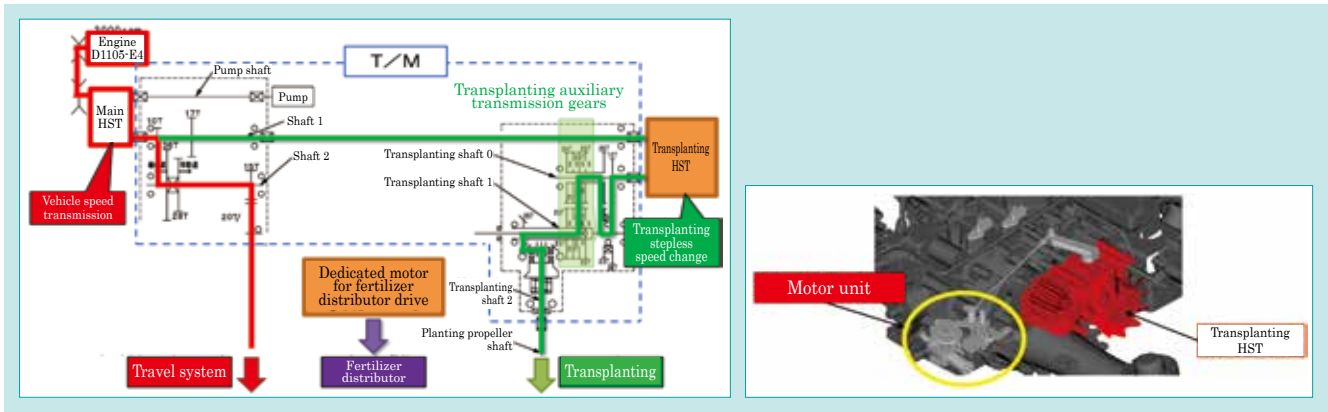 Engine
D1105-E4
T/M
Pump shaft
Pump
Main
HST
Transplanting auxiliary
transmission gears
Shaft 1
Shaft 2
Transplanting shaft 0
Transplanting
HST
Transplanting shaft 1
Vehicle speed
transmission
Transplanting
stepless
speed change
Dedicated motor
for fertilizer
distributor drive
Transplanting
shaft 2
Planting propeller
shaft
Travel system
Fertilizer
distributor
Transplanting
Motor unit
Transplanting
HST